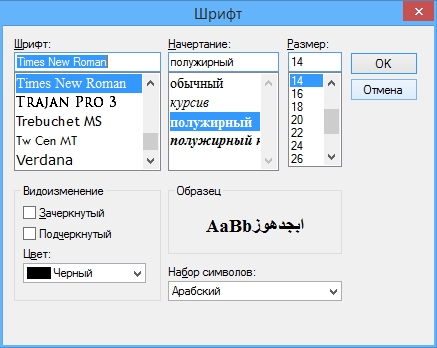 Шрифт
Шрифт:
Начертание:
Размер:
Times New Roman
полужирный
14
OK
Times New Roman
TRAJAN PRO 3
Trebuchet MS
Tw Cen MT
Verdana
обычный
курсив
полужирный
полужирный к
14
16
18
20
22
24
26
Отмена
Видоизменение
Зачеркнутый
Подчеркнутый
Цвет:
Черный
Образец
AaBbابجدهوز
Набор символов:
Арабский